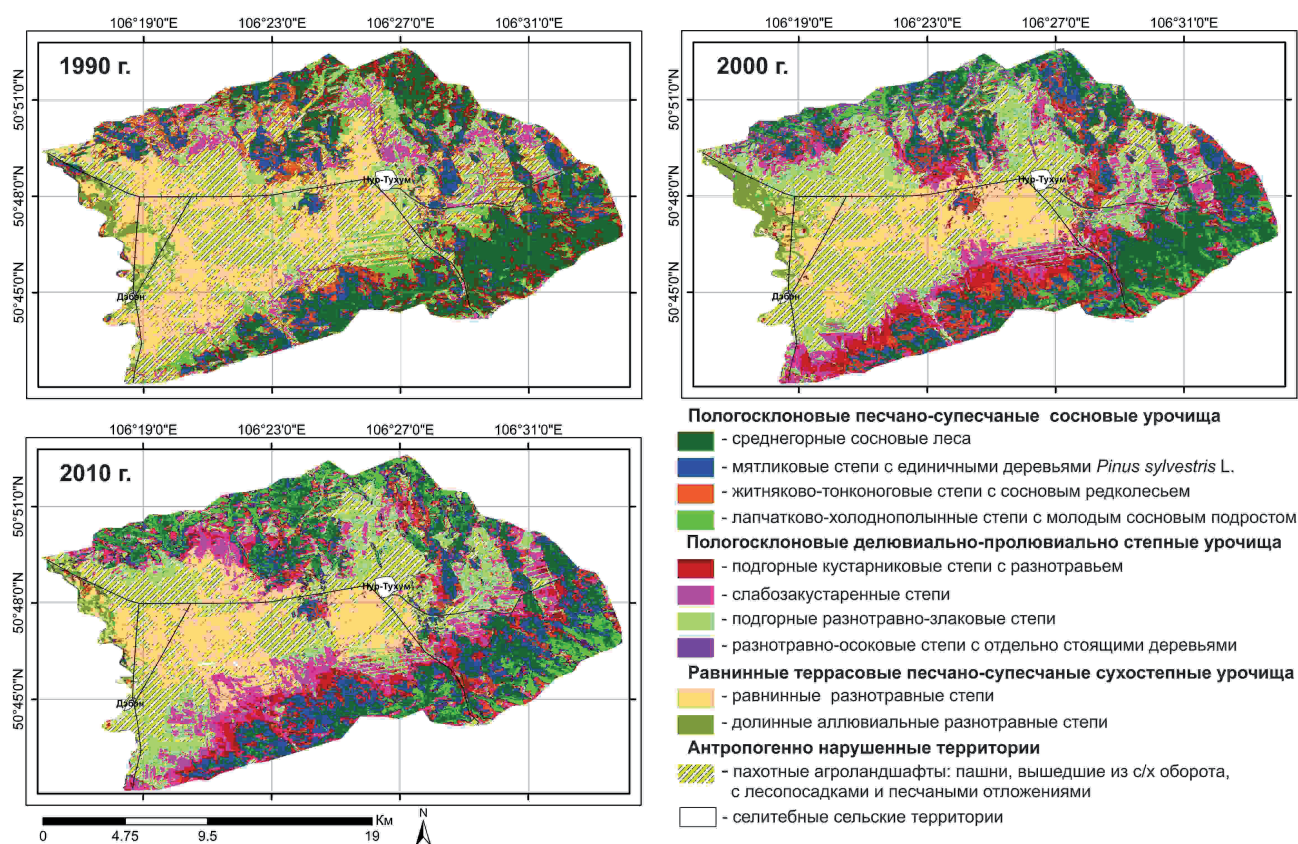 106°19'0"E 106°23'0"E 106°27'0"E 106°31'0"E
1990 г.
50°51'0"N
50°48'0"N
50°45'0"N
Нур-Тухум
Дэбэн
106°19'0"E 106°23'0"E 106°27'0"E 106°31'0"E
2000 г.
50°51'0"N
50°48'0"N
50°45'0"N
Нур-Тухум
Дэбэн
106°19'0"E 106°23'0"E 106°27'0"E 106°31'0"E
2010 г.
50°51'0"N
50°48'0"N
50°45'0"N
Нур-Тухум
Дэбэн
Км
0 4.75 9.5 19
N
Пологосклоновые песчано-супесчаные сосновые урочища
- среднегорные сосновые леса
- мятликовые степи с единичными деревьями Pinus sylvestris L.
- житняково-тонконоговые степи с сосновым редколесьем
- лапчатково-холоднополынные степи с молодым сосновым подростом
Пологосклоновые делювиально-пролювиально степные урочища
- подгорные кустарниковые степи с разнотравьем
- слабозакустаренные степи
- подгорные разнотравно-злаковые степи
- разнотравно-осоковые степи с отдельно стоящими деревьями
Равнинные террасовые песчано-супесчаные сухостепные урочища
- равнинные разнотравные степи
- долинные аллювиальные разнотравные степи
Антропогенно нарушенные территории
- пахотные агроландшафты: пашни, вышедшие из с/х оборота,
с лесопосадками и песчаными отложениями
- селитебные сельские территории